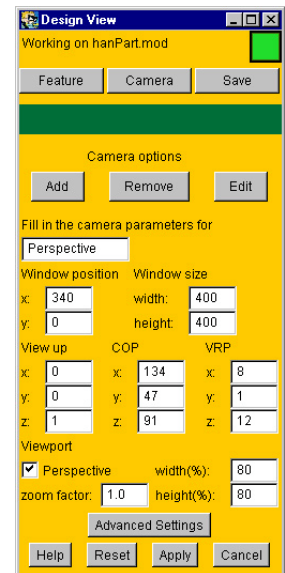 Design View
Working on hanPart.mod
Feature Camera Save
Camera options
Add Remove Edit
Fill in the camera parameters for
Perspective
Window position Window size
x: 340 width: 400
y: 0 height: 400
View up COP VRP
x: 0 x: 134 x: 8
y: 0 y: 47 y: 1
z: 1 z: 91 z: 12
Viewport
Perspective width(%): 80
zoom factor: 1.0 height(%): 80
Advanced Settings
Help Reset Apply Cancel